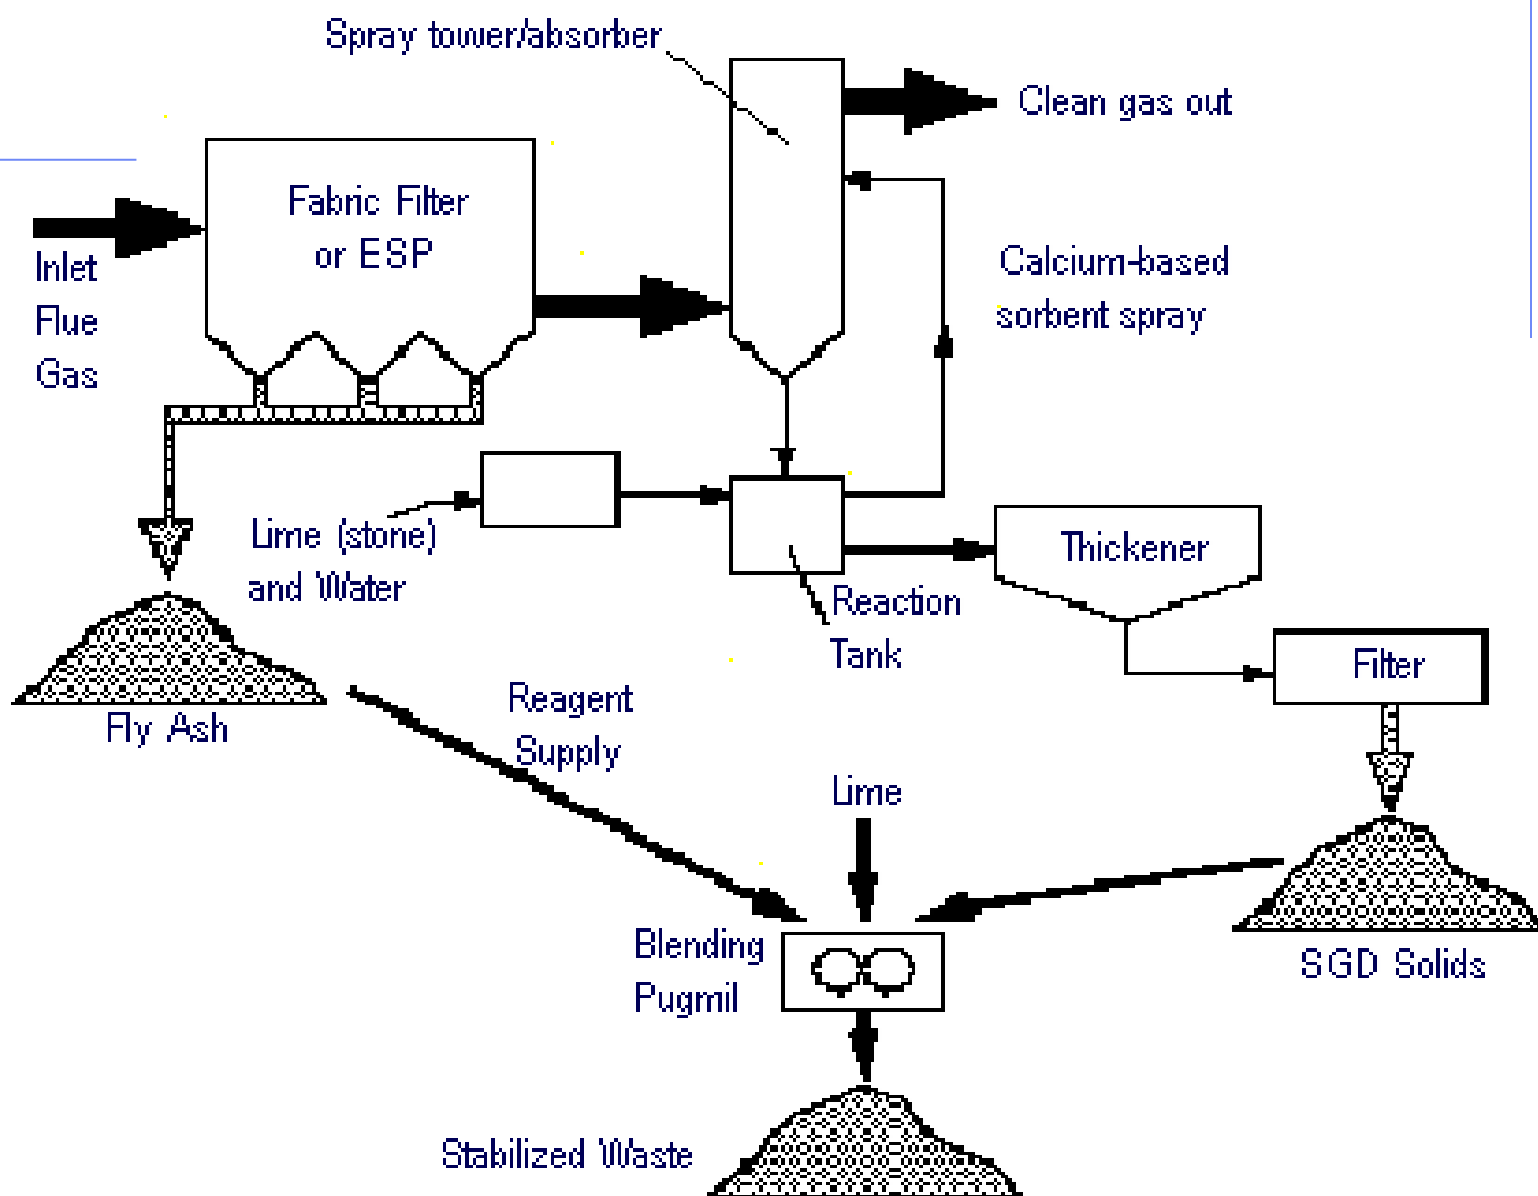 Spray tower/absorber
Clean gas out
Fabric Filter
or ESP
Inlet
Flue
Gas
Calcium-based
sorbent spray
Lime (stone)
and Water
Thickener
Reaction
Tank
Filter
Fly Ash
Reagent
Supply
Lime
Blending
Pugmil
SGD Solids
Stabilized Waste